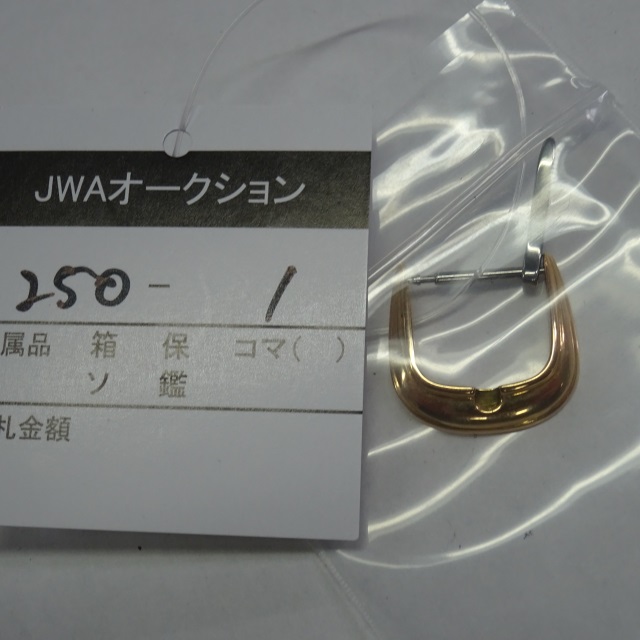 JWAオークション
250- 1
属品 箱 保 コマ( )
ソ 鑑
札金額